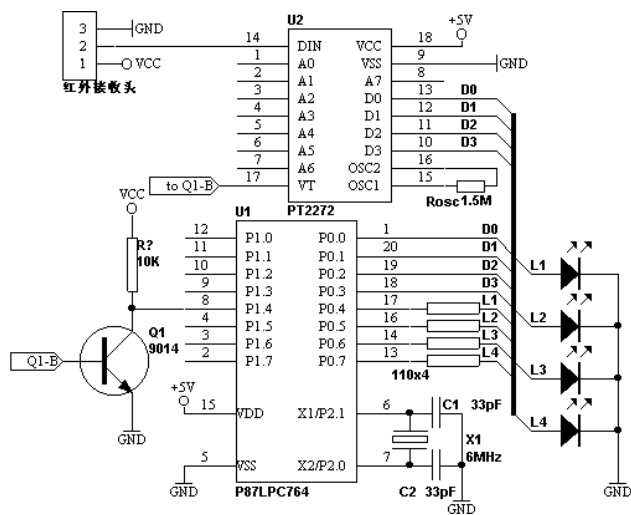 U2
+5V
3
GND
14
DIN
VCC
18
2
1
A0
VSS
9
GND
1
VCC
2
A1
A7
8
红外接收头
3
A2
D0
13
D0
4
A3
D1
12
D1
5
A4
D2
11
D2
6
A5
D3
10
D3
7
A6
OSC2
16
to Q1-B
17
VT
OSC1
15
Rosc 1.5M
VCC
U1
PT2272
12
P1.0
P0.0
1
D0
R?
10K
11
P1.1
P0.1
20
D1
10
P1.2
P0.2
19
D2
L1
9
P1.3
P0.3
18
D3
8
P1.4
P0.4
17
L1
4
P1.5
P0.5
16
L2
L2
Q1
9014
3
P1.6
P0.6
14
L3
2
P1.7
P0.7
13
L4
Q1-B
110x4
L3
+5V
15
VDD
X1/P2.1
6
C1
33pF
L4
GND
X1
6MHz
5
VSS
X2/P2.0
7
GND
P87LPC764
C2
33pF
GND
GND